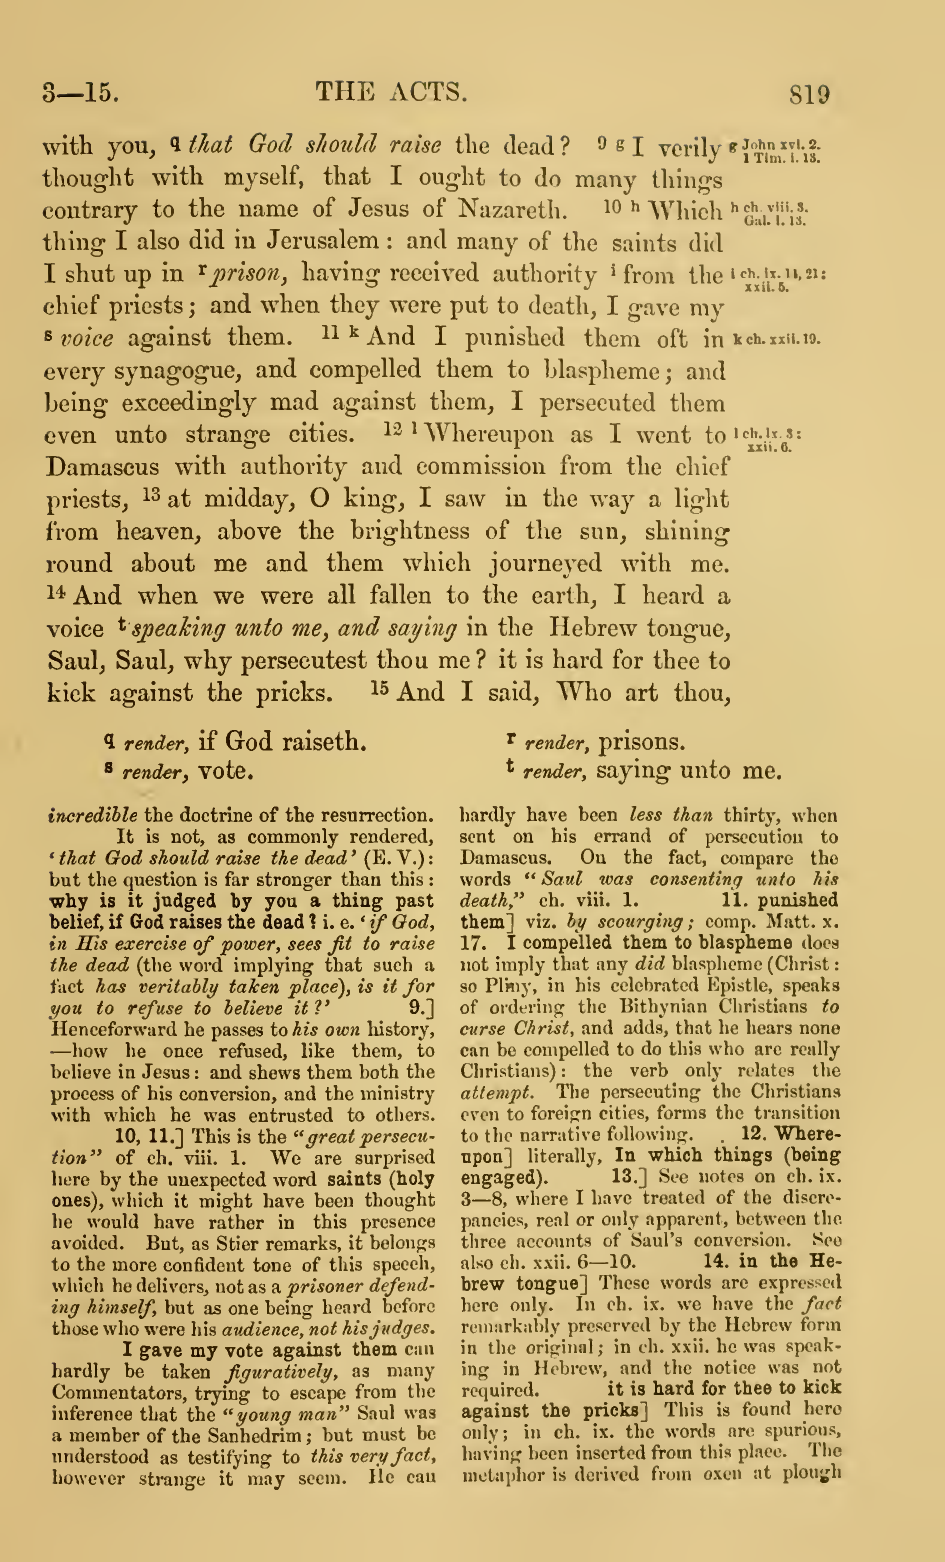 3—15. THE ACTS. 819
with you, q that God should raise the dead? 9 g I verily
thought with myself, that I ought to do many things
contrary to the name of Jesus of Nazareth. 10 h Which
thing I also did in Jerusalem: and many of the saints did
I shut up in r prison, having received authority i from the
chief priests; and when they were put to death, I gave my
s voice against them. 11 k And I punished them oft in
every synagogue, and compelled them to blaspheme; and
being exceedingly mad against them, I persecuted them
even unto strange cities. 12 l Whereupon as I went to
Damascus with authority and commission from the chief
priests, 13 at midday, O king, I saw in the way a light
from heaven, above the brightness of the sun, shining
round about me and them which journeyed with me.
14 And when we were all fallen to the earth, I heard a
voice t speaking unto me, and saying in the Hebrew tongue,
Saul, Saul, why persecutest thou me? it is hard for thee to
kick against the pricks. 15 And I said, Who art thou,
g John xvi. 2.
1 Tim. i. 13.
h ch. viii. 3.
Gal. i. 13.
i ch. ix. 14, 21:
xxii. 5.
k ch. xxii. 19.
l ch. ix. 3:
xxii. 6.
q render, if God raiseth.
r render, prisons.
s render, vote.
t render, saying unto me.
incredible the doctrine of the resurrection.
It is not, as commonly rendered,
‘that God should raise the dead’ (E. V.):
but the question is far stronger than this:
why is it judged by you a thing past
belief, if God raises the dead? i. e. ‘if God,
in His exercise of power, sees fit to raise
the dead (the word implying that such a
fact has veritably taken place), is it for
you to refuse to believe it?’ 9.]
Henceforward he passes to his own history,
—how he once refused, like them, to
believe in Jesus: and shews them both the
process of his conversion, and the ministry
with which he was entrusted to others.
10, 11.] This is the “great persecu-
tion” of ch. viii. 1. We are surprised
here by the unexpected word saints (holy
ones), which it might have been thought
he would have rather in this presence
avoided. But, as Stier remarks, it belongs
to the more confident tone of this speech,
which he delivers, not as a prisoner defend-
ing himself, but as one being heard before
those who were his audience, not his judges.
I gave my vote against them can
hardly be taken figuratively, as many
Commentators, trying to escape from the
inference that the “young man” Saul was
a member of the Sanhedrim; but must be
understood as testifying to this very fact,
however strange it may seem. He can
hardly have been less than thirty, when
sent on his errand of persecution to
Damascus. On the fact, compare the
words “Saul was consenting unto his
death,” ch. viii. 1. 11. punished
them] viz. by scourging; comp. Matt. x.
17. I compelled them to blaspheme does
not imply that any did blaspheme (Christ:
so Pliny, in his celebrated Epistle, speaks
of ordering the Bithynian Christians to
curse Christ, and adds, that he hears none
can be compelled to do this who are really
Christians): the verb only relates the
attempt. The persecuting the Christians
even to foreign cities, forms the transition
to the narrative following. 12. Where-
upon] literally, In which things (being
engaged). 13.] See notes on ch. ix.
3—8, where I have treated of the discre-
pancies, real or only apparent, between the
three accounts of Saul's conversion. See
also ch. xxii. 6—10. 14. in the He-
brew tongue] These words are expressed
here only. In ch. ix. we have the fact
remarkably preserved by the Hebrew form
in the original; in ch. xxii. he was speak-
ing in Hebrew, and the notice was not
required. it is hard for thee to kick
against the pricks] This is found here
only; in ch. ix. the words are spurious,
having been inserted from this place. The
metaphor is derived from oxen at plough